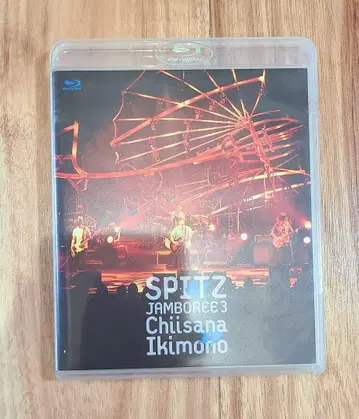 SPITZ
JAMBOREE 3
Chiisana
Ikimono